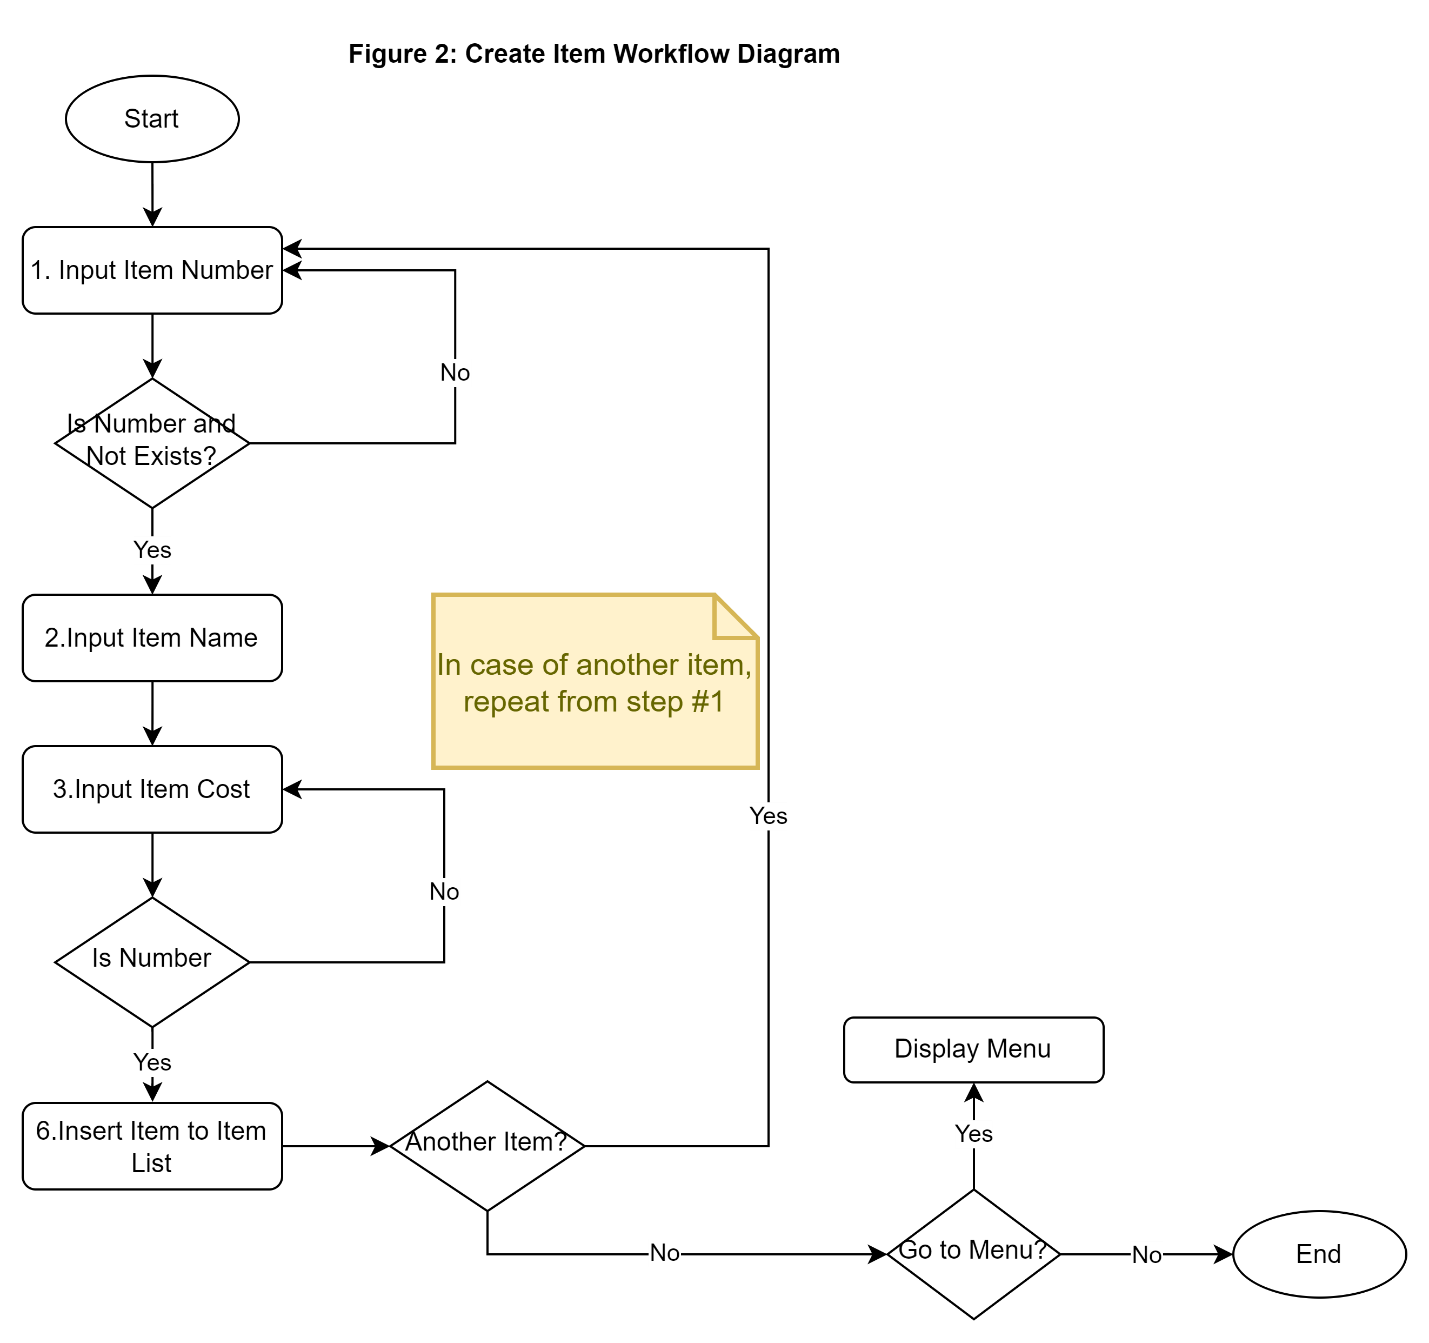 Figure 2: Create Item Workflow Diagram
Start
1. Input Item Number
No
Is Number and
Not Exists?
Yes
2.Input Item Name
In case of another item,
repeat from step #1
3.Input Item Cost
Yes
No
Is Number
Yes
6.Insert Item to Item
List
Another Item?
Display Menu
Yes
No
Go to Menu?
No
End